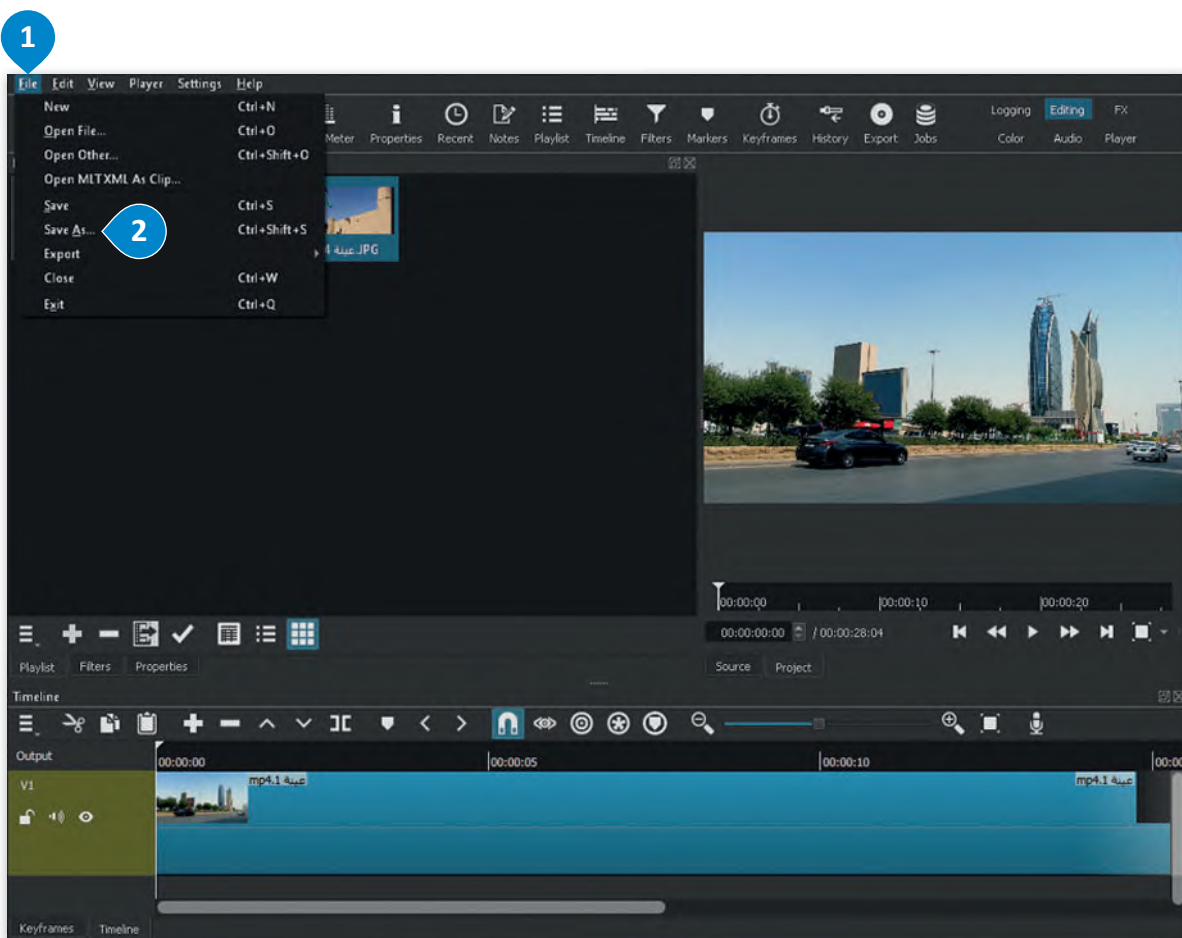 1
File Edit View Player Settings Help
New Ctrl+N
Open File... Ctrl+O
Open Other... Ctrl+Shift+O
Open MLTXML As Clip...
Save Ctrl+S
Save As... 2 Ctrl+Shift+S
Export
Close Ctrl+W
Exit Ctrl+Q
Meter Properties Recent Notes Playlist Timeline Filters Markers Keyframes History Export Jobs
Logging Editing FX
Color Audio Player
عينة 4.JPG
00:00:00 00:00:10 00:00:20
00:00:00:00 / 00:00:28:04
Playlist Filters Properties
Source Project
Timeline
Output
00:00:00 00:00:05 00:00:10
V1
عينة mp4.1
عينة mp4.1
Keyframes Timeline